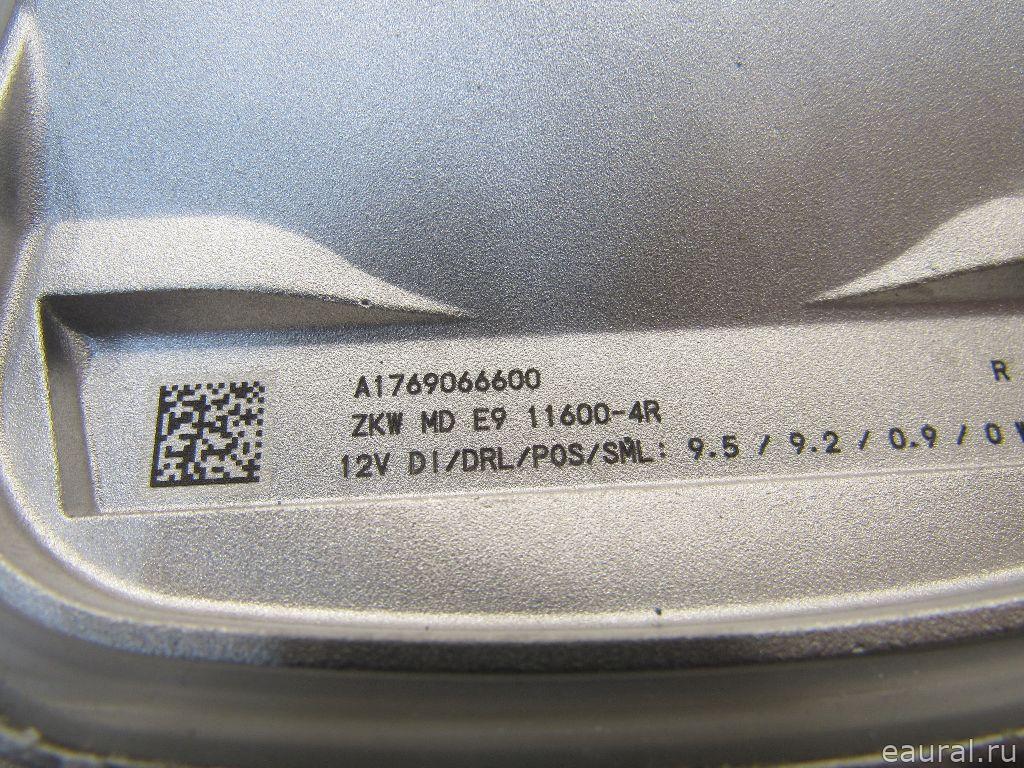 A1769066600
R
ZKW MD E9 11600-4R
12V DI/DRL/POS/SML: 9.5 / 9.2 / 0.9 / 0 W
eaural.ru